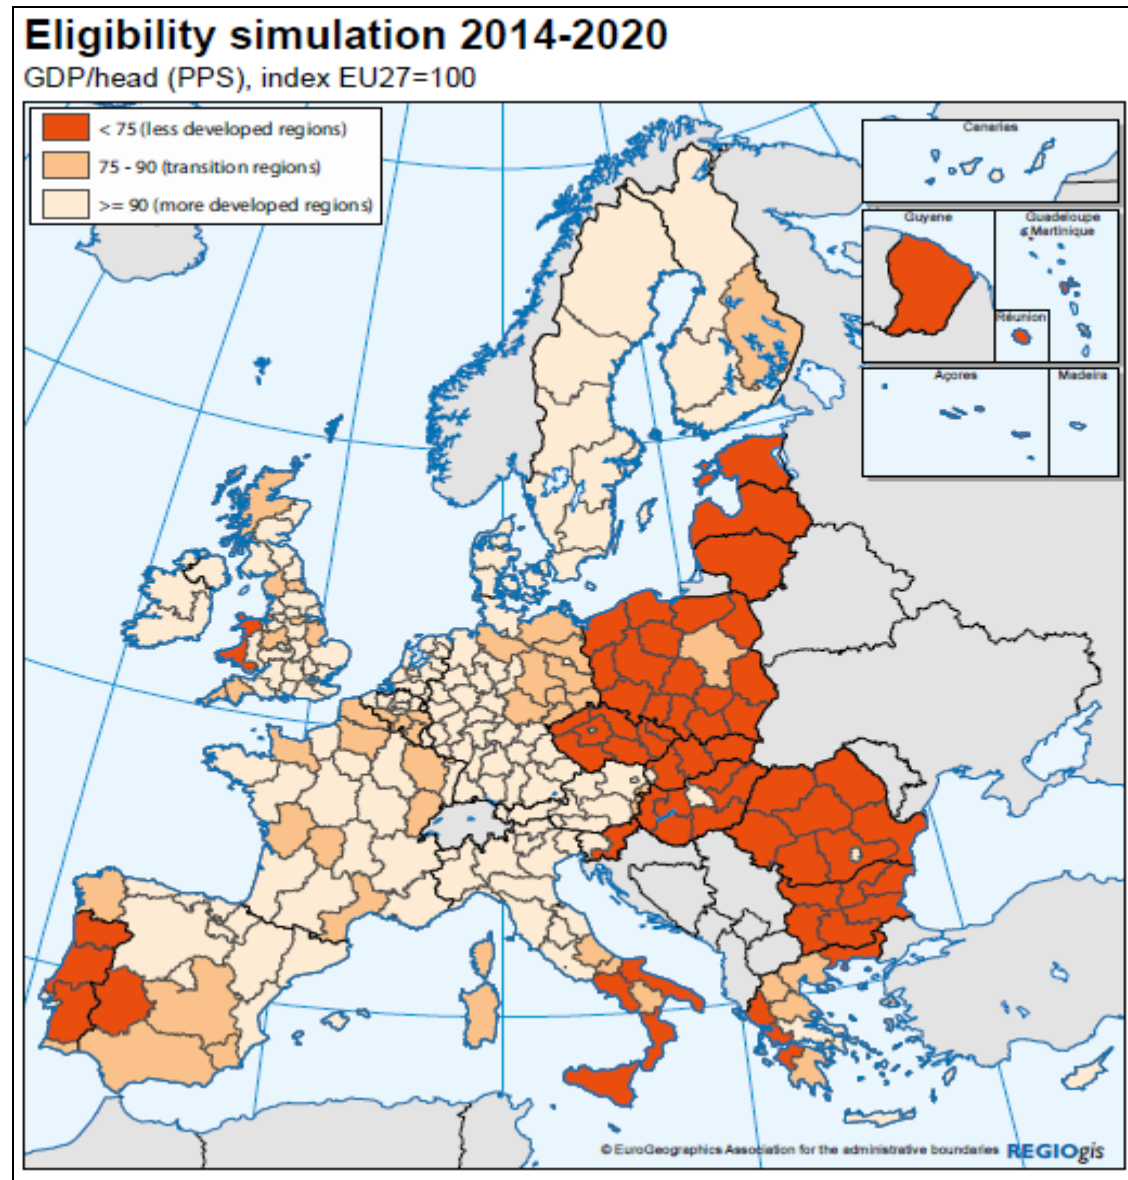 Eligibility simulation 2014-2020
GDP/head (PPS), index EU27=100
< 75 (less developed regions)
75 - 90 (transition regions)
>= 90 (more developed regions)
Canarias
Guyane
Guadeloupe
Martinique
Réunion
Açores
Madeira
© EuroGeographics Association for the administrative boundaries
REGIOgis